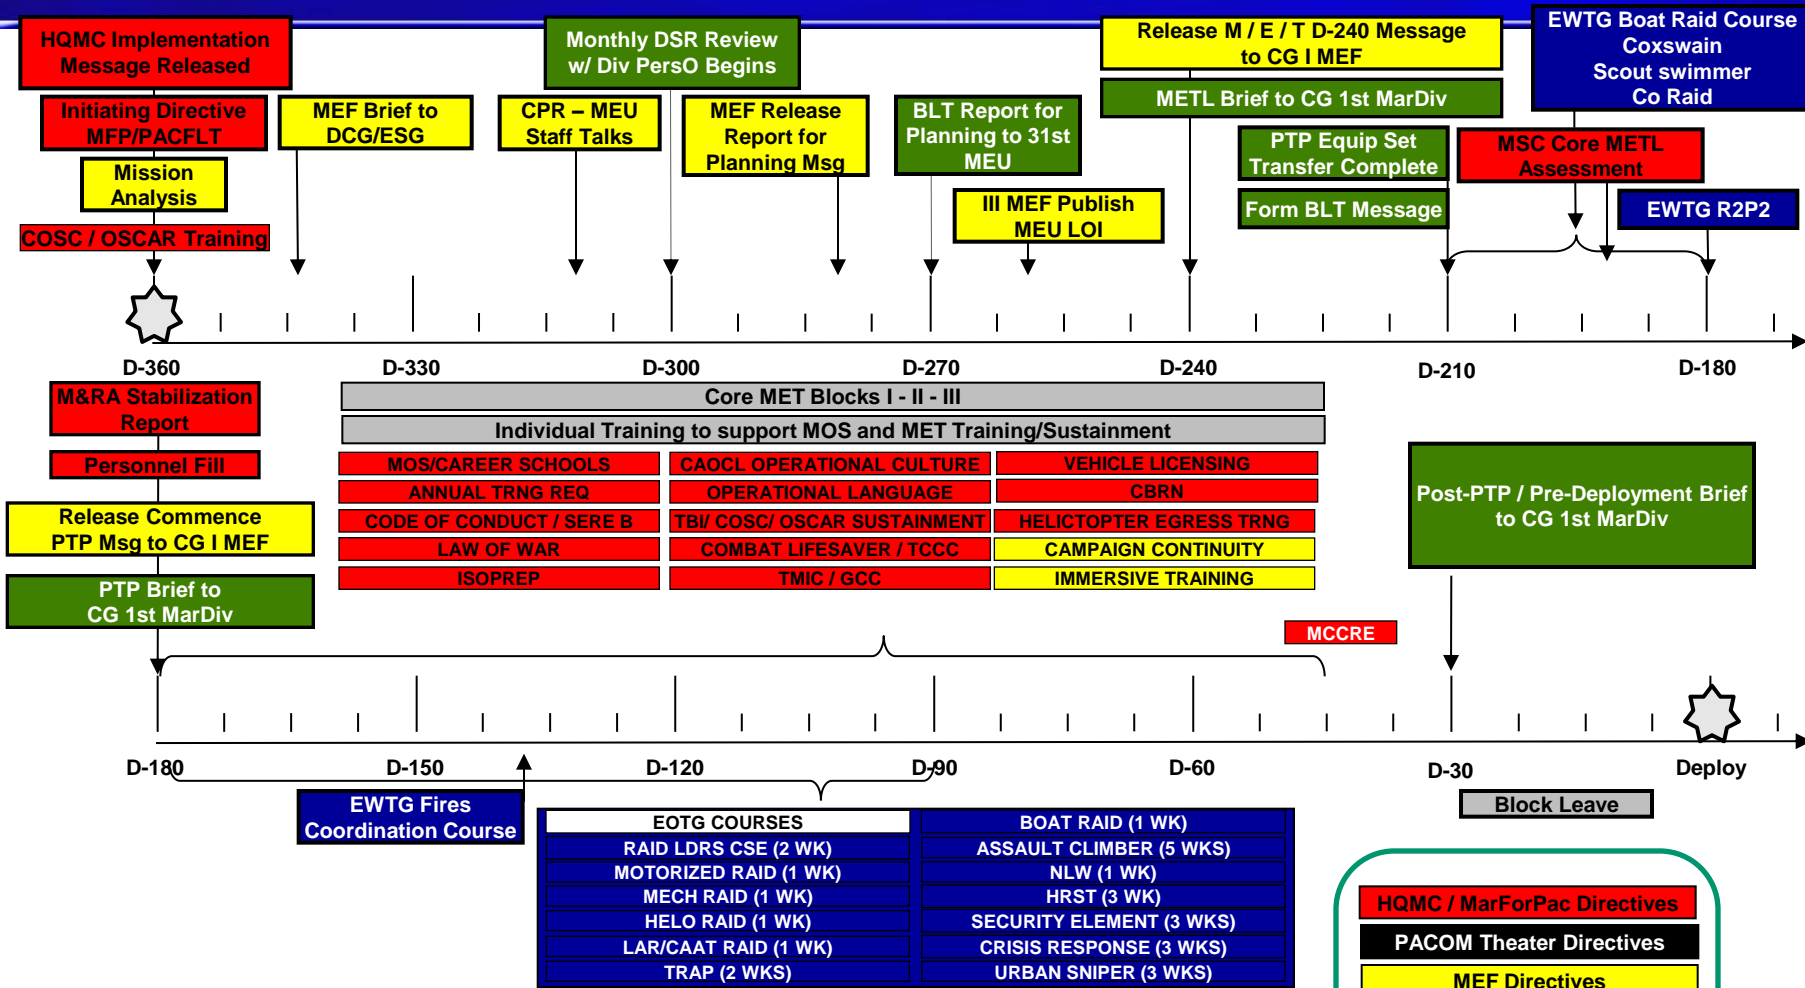 HQMC Implementation
Message Released
Initiating Directive
MFP/PACFLT
Mission
Analysis
COSC / OSCAR Training
MEF Brief to
DCG/ESG
CPR – MEU
Staff Talks
Monthly DSR Review
w/ Div PersO Begins
MEF Release
Report for
Planning Msg
BLT Report for
Planning to 31st
MEU
III MEF Publish
MEU LOI
Release M / E / T D-240 Message
to CG I MEF
METL Brief to CG 1st MarDiv
PTP Equip Set
Transfer Complete
Form BLT Message
EWTG Boat Raid Course
Coxswain
Scout swimmer
Co Raid
MSC Core METL
Assessment
EWTG R2P2
D-360
D-330
D-300
D-270
D-240
D-210
D-180
M&RA Stabilization
Report
Personnel Fill
Release Commence
PTP Msg to CG I MEF
PTP Brief to
CG 1st MarDiv
Core MET Blocks I - II - III
Individual Training to support MOS and MET Training/Sustainment
MOS/CAREER SCHOOLS
ANNUAL TRNG REQ
CODE OF CONDUCT / SERE B
LAW OF WAR
ISOPREP
CAOCL OPERATIONAL CULTURE
OPERATIONAL LANGUAGE
TBI/ COSC/ OSCAR SUSTAINMENT
COMBAT LIFESAVER / TCCC
TMIC / GCC
VEHICLE LICENSING
CBRN
HELICTOPTER EGRESS TRNG
CAMPAIGN CONTINUITY
IMMERSIVE TRAINING
MCCRE
Post-PTP / Pre-Deployment Brief
to CG 1st MarDiv
D-180
D-150
D-120
D-90
D-60
D-30
Deploy
EWTG Fires
Coordination Course
Block Leave
EOTG COURSES
RAID LDRS CSE (2 WK)
MOTORIZED RAID (1 WK)
MECH RAID (1 WK)
HELO RAID (1 WK)
LAR/CAAT RAID (1 WK)
TRAP (2 WKS)
BOAT RAID (1 WK)
ASSAULT CLIMBER (5 WKS)
NLW (1 WK)
HRST (3 WK)
SECURITY ELEMENT (3 WKS)
CRISIS RESPONSE (3 WKS)
URBAN SNIPER (3 WKS)
HQMC / MarForPac Directives
PACOM Theater Directives
MEF Directives